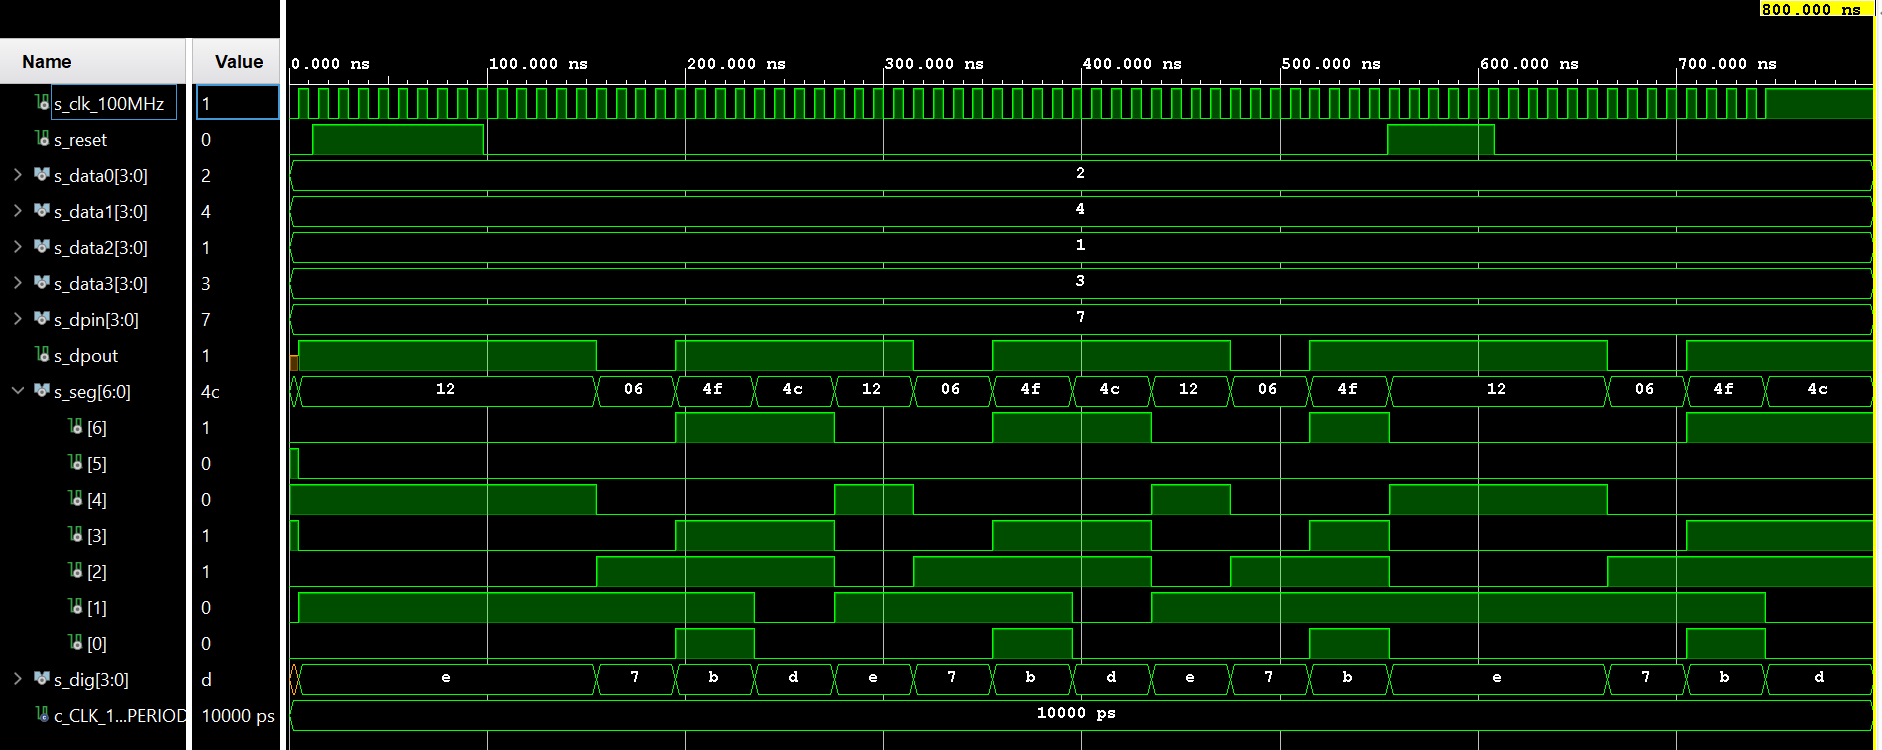 800.000 ns
Name Value
0.000 ns 100.000 ns 200.000 ns 300.000 ns 400.000 ns 500.000 ns 600.000 ns 700.000 ns
s_clk_100MHz 1
s_reset 0
s_data0[3:0] 2 2
s_data1[3:0] 4 4
s_data2[3:0] 1 1
s_data3[3:0] 3 3
s_dpin[3:0] 7 7
s_dpout 1
s_seg[6:0] 4c 12 06 4f 4c 12 06 4f 4c 12 06 4f 12 06 4f 4c
[6] 1
[5] 0
[4] 0
[3] 1
[2] 1
[1] 0
[0] 0
s_dig[3:0] d e 7 b d e 7 b d e 7 b e 7 b d
c_CLK_1...PERIOD 10000 ps 10000 ps